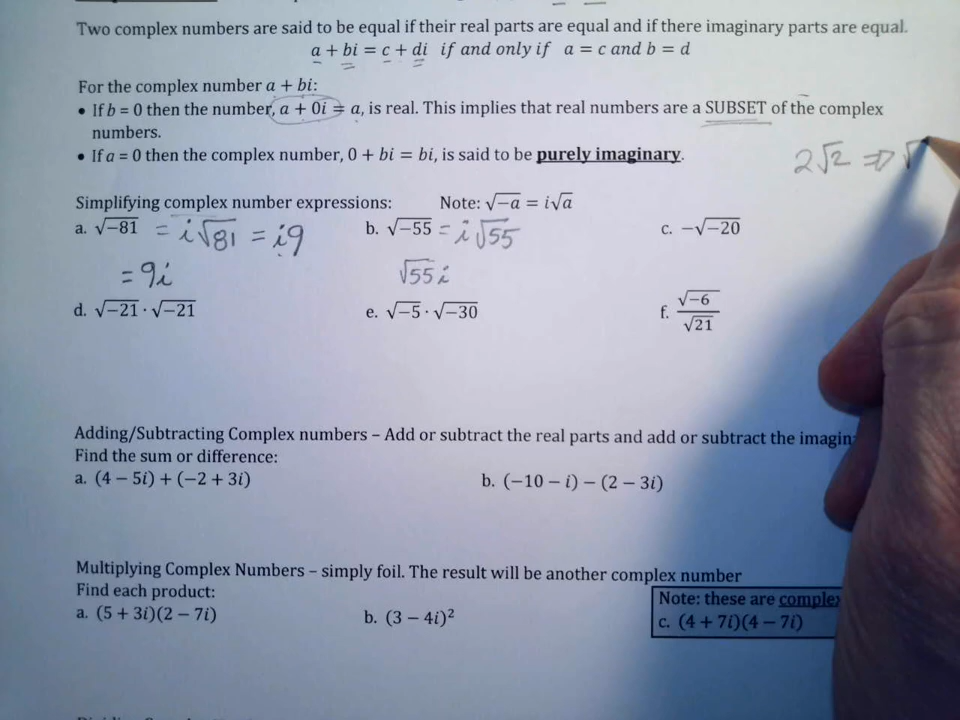 Two complex numbers are said to be equal if their real parts are equal and if there imaginary parts are equal.
a + bi = c + di if and only if a = c and b = d
For the complex number a + bi:
• If b = 0 then the number, a + 0i = a, is real. This implies that real numbers are a SUBSET of the complex
numbers.
• If a = 0 then the complex number, 0 + bi = bi, is said to be purely imaginary.
2√2 ⇒ √
Simplifying complex number expressions: Note: √−a = i√a
a. √−81 = i√81 = i9 b. √−55 = i√55 c. −√−20
= 9i √55 i
d. √−21 · √−21 e. √−5 · √−30 f. √−6/√21
Adding/Subtracting Complex numbers – Add or subtract the real parts and add or subtract the
Find the sum or difference:
a. (4 − 5i) + (−2 + 3i) b. (−10 − i) − (2 − 3i)
Multiplying Complex Numbers – simply foil. The result will be another complex number
Find each product: Note: these are
a. (5 + 3i)(2 − 7i) b. (3 − 4i)² c. (4 + 7i)(4 − 7i)